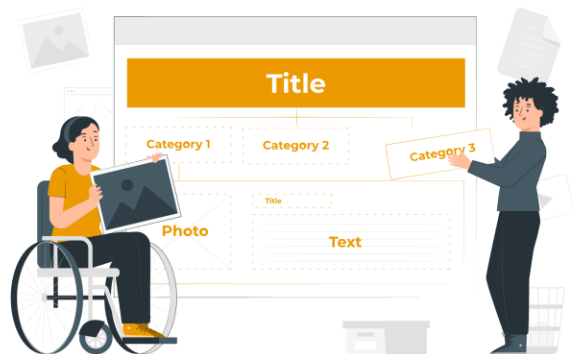 Title
Category 1
Category 2
Category 3
Title
Photo
Text